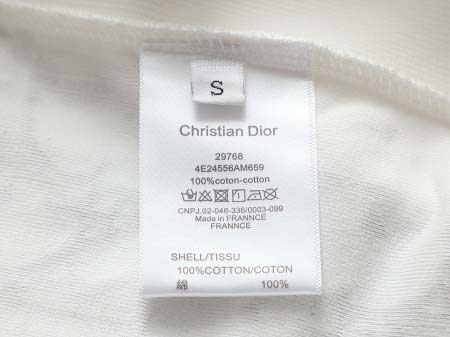 S
Christian Dior
29768
4E24556AM659
100%coton-cotton
CNPJ.02-046-336/0003-099
Made in FRANNCE
FRANNCE
SHELL/TISSU
100%COTTON/COTON
綿 100%